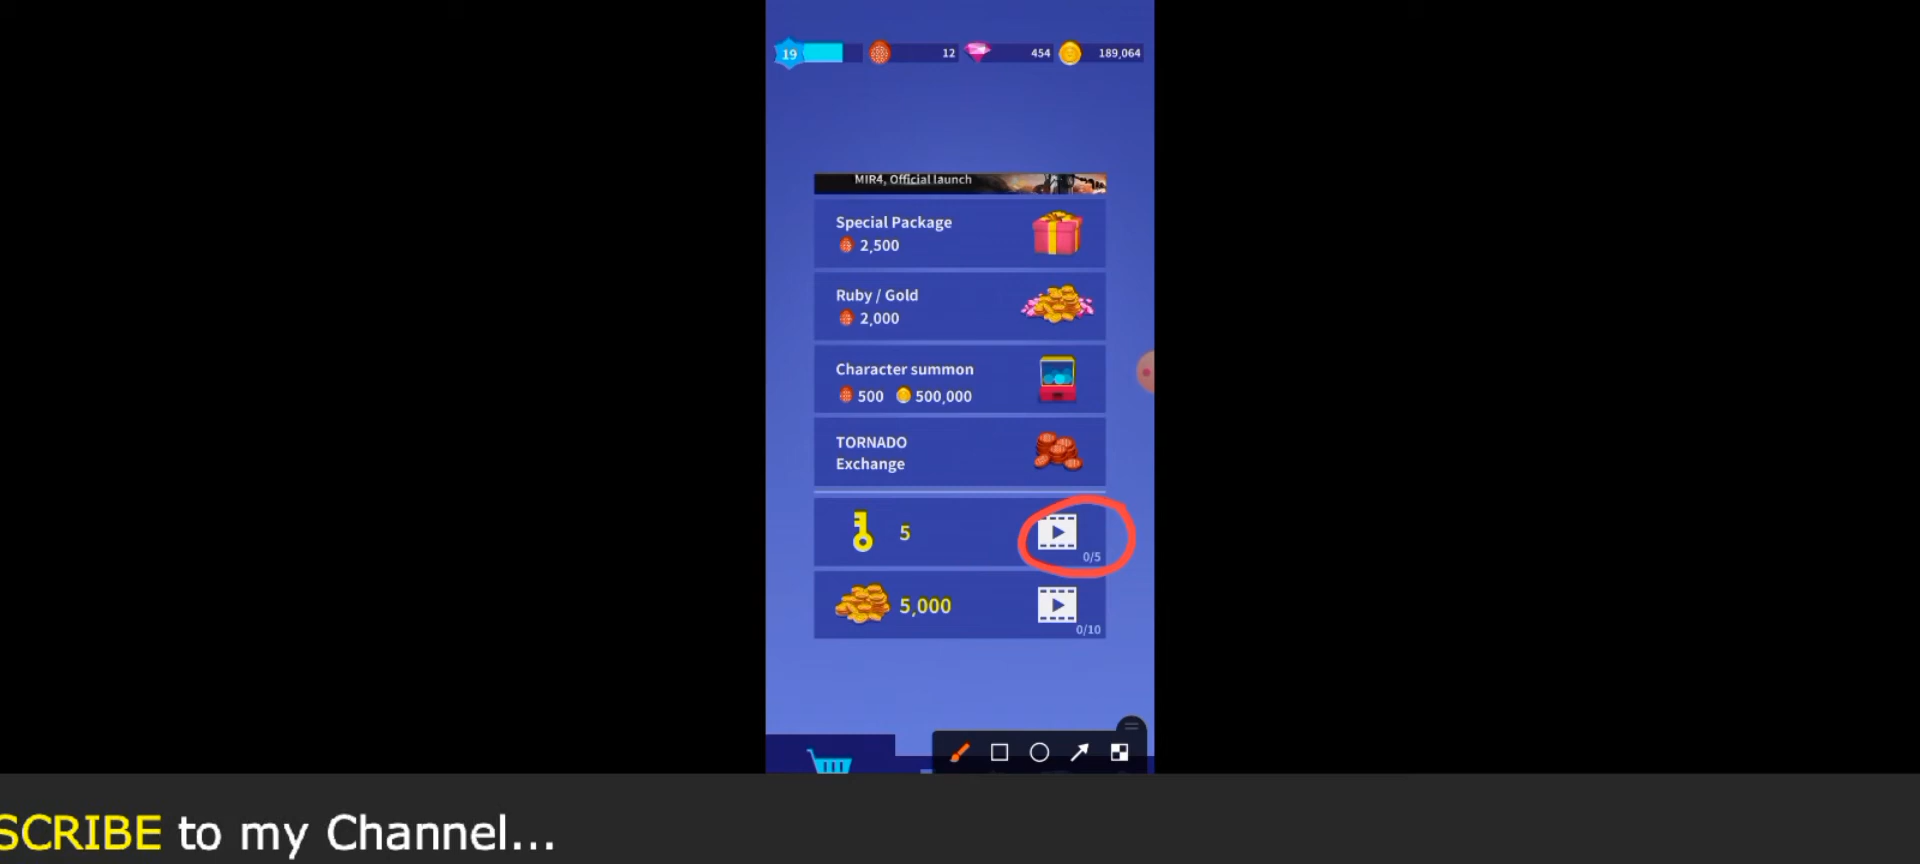 19 12 454 189,064
MIR4, Official launch
Special Package
2,500
Ruby / Gold
2,000
Character summon
500 500,000
TORNADO
Exchange
5
0/5
5,000
0/10
SCRIBE to my Channel...